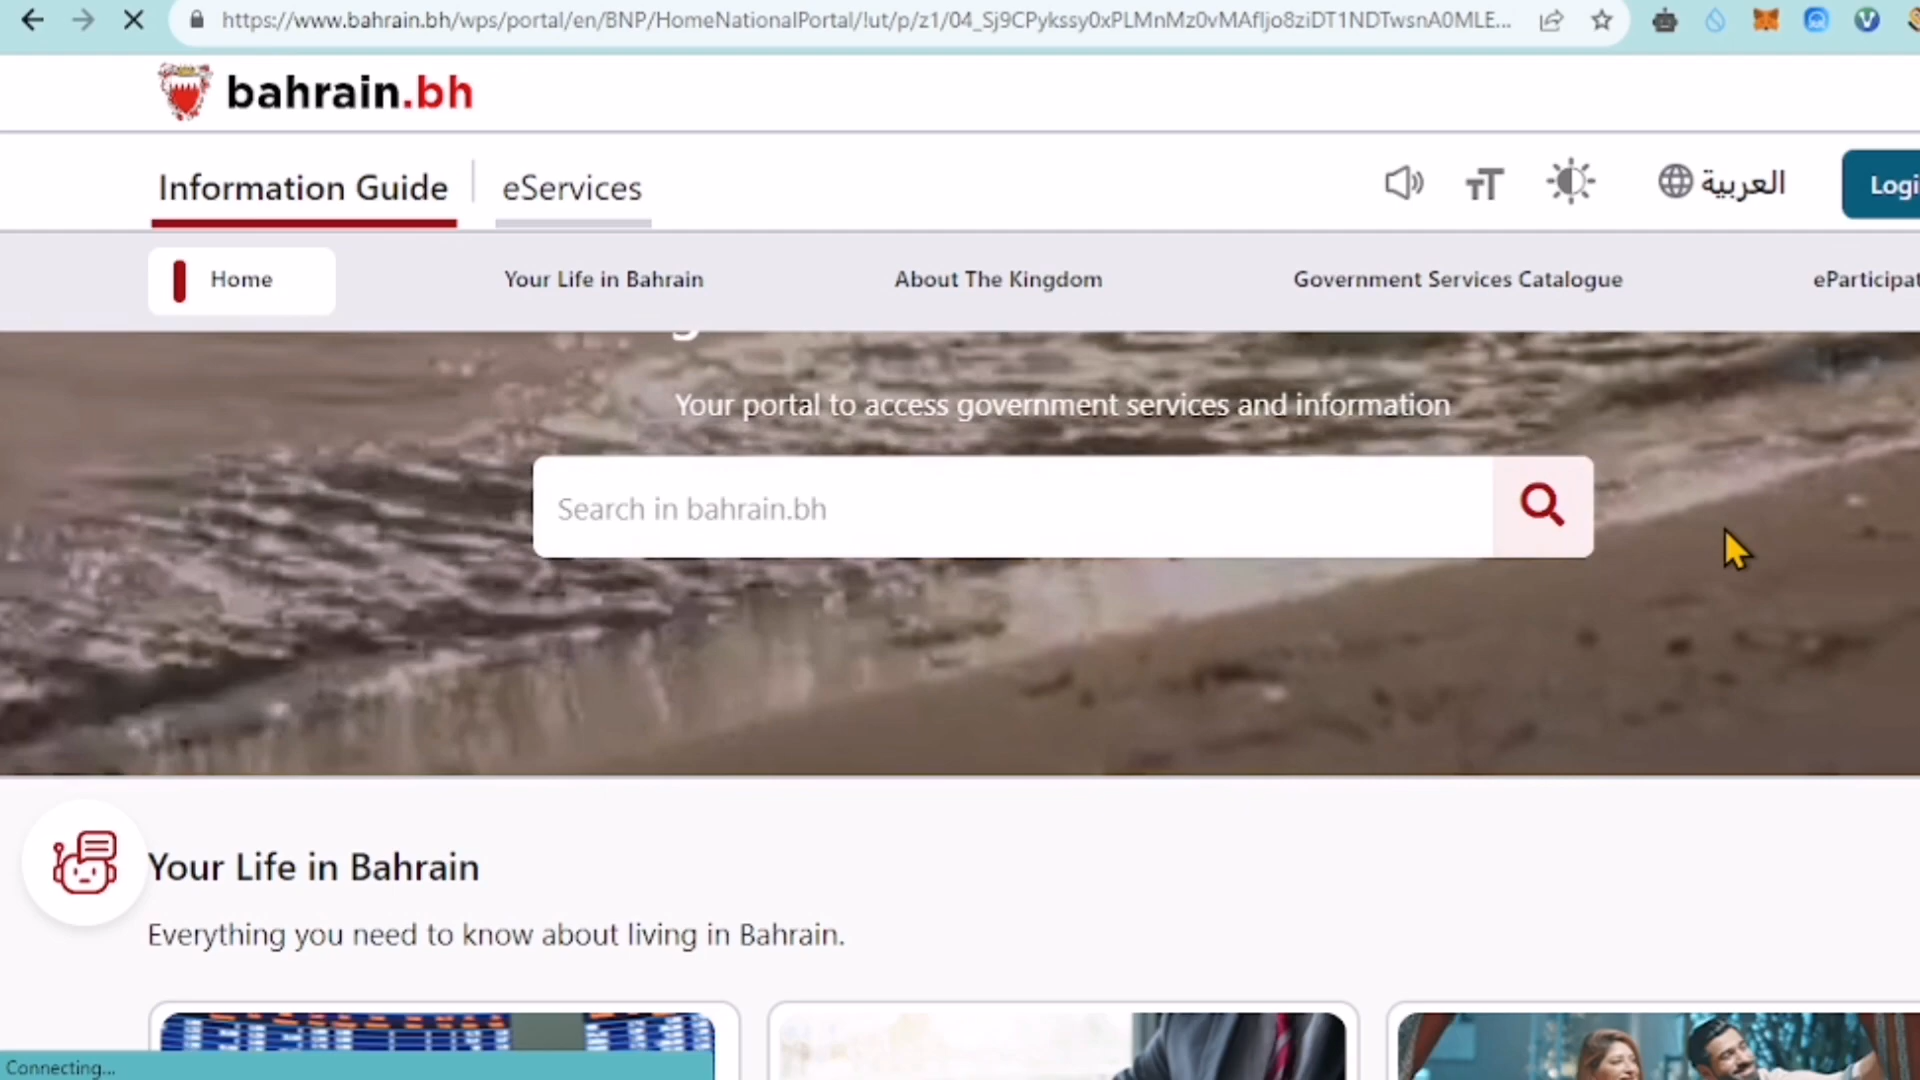 https://www.bahrain.bh/wps/portal/en/BNP/HomeNationalPortal/!ut/p/z1/04_Sj9CPykssy0xPLMnMz0vMAfIjo8ziDT1NDTwsnA0MLE...
bahrain.bh
Information Guide
eServices
العربية
Logi
Home
Your Life in Bahrain
About The Kingdom
Government Services Catalogue
eParticipat
Your portal to access government services and information
Search in bahrain.bh
Your Life in Bahrain
Everything you need to know about living in Bahrain.
Connecting...